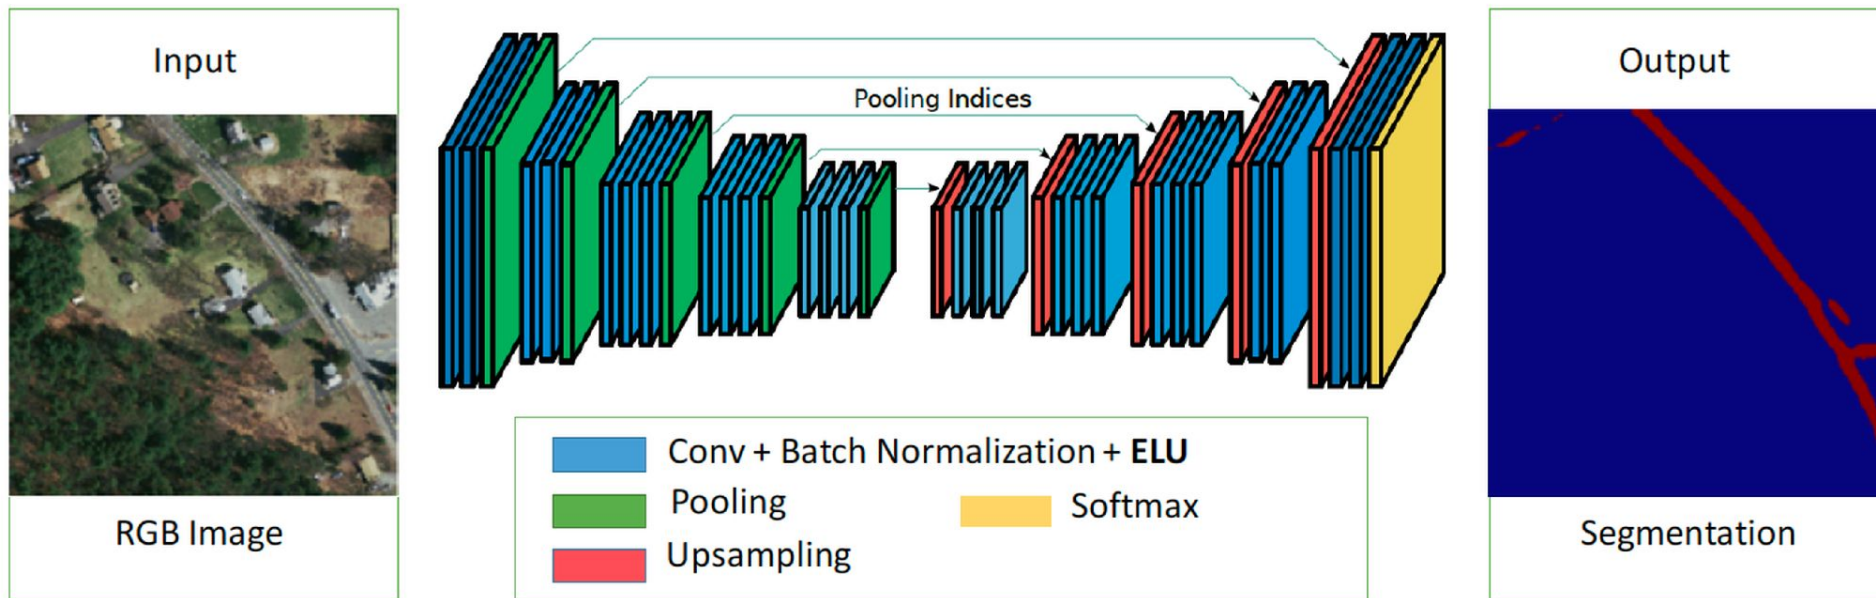 Input
RGB Image
Pooling Indices
Conv + Batch Normalization + ELU
Pooling
Softmax
Upsampling
Output
Segmentation